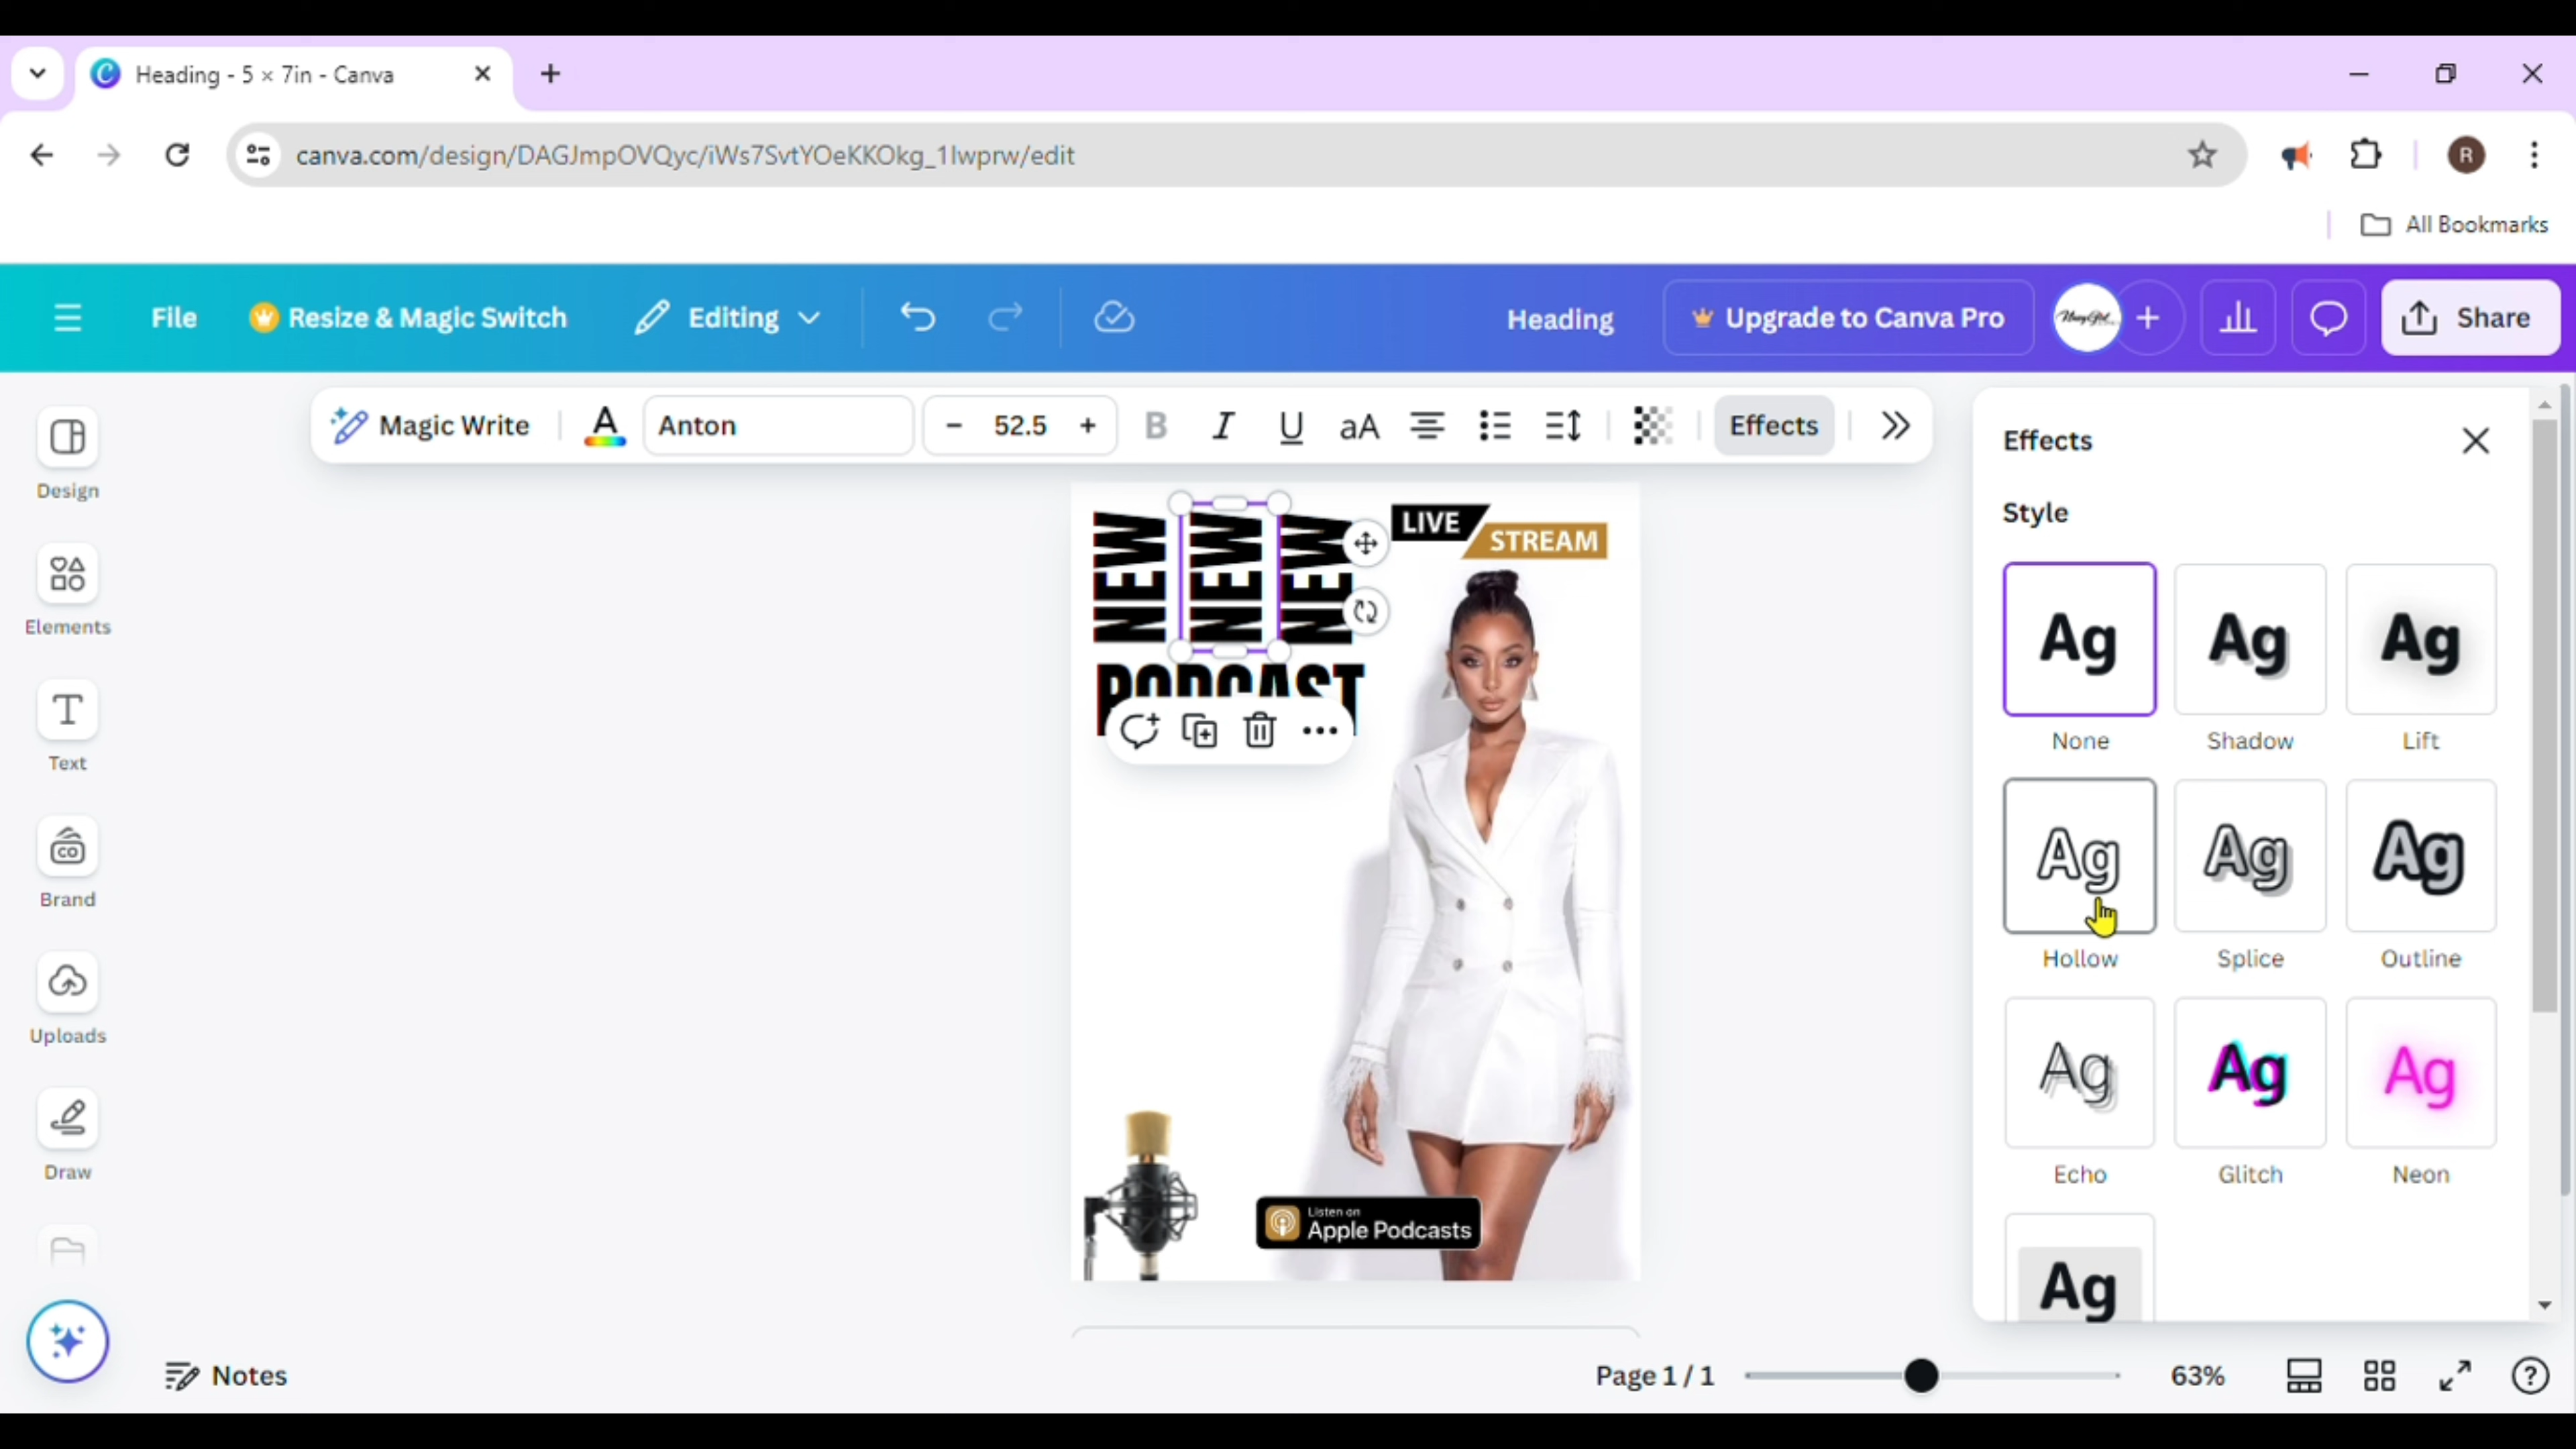 Heading - 5 × 7in - Canva
canva.com/design/DAGJmpOVQyc/iWs7SvtYOeKKOkg_1lwprw/edit
R
All Bookmarks
File
Resize & Magic Switch
Editing
Heading
Upgrade to Canva Pro
Share
Magic Write
A
Anton
- 52.5 +
B
I
U
aA
Effects
Effects
Style
Ag
Ag
Ag
None
Shadow
Lift
Ag
Ag
Ag
Hollow
Splice
Outline
Ag
Ag
Ag
Echo
Glitch
Neon
Ag
Design
Elements
T
Text
CO
Brand
Uploads
Draw
NEW
NEW
NEW
PODCAST
LIVE
STREAM
Listen on
Apple Podcasts
Notes
Page 1 / 1
63%